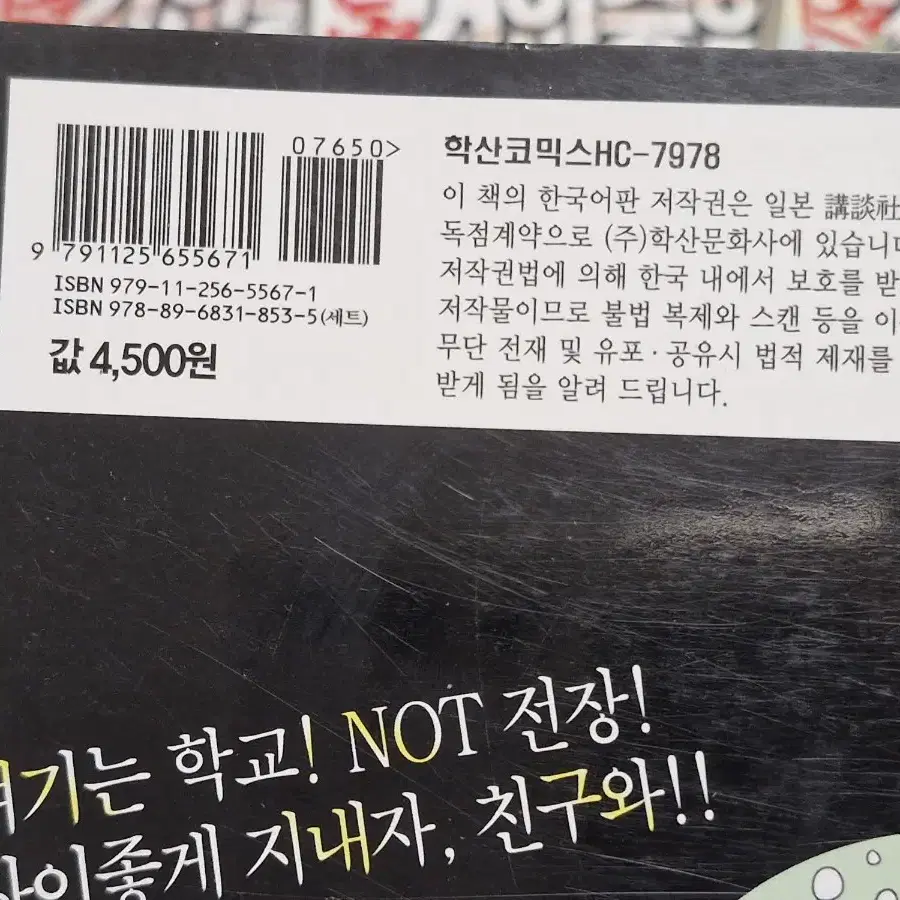 07650>
9 791125 655671
ISBN 979-11-256-5567-1
ISBN 978-89-6831-853-5(세트)
값 4,500원
학산코믹스HC-7978
이 책의 한국어판 저작권은 일본 講談社
독점계약으로 (주)학산문화사에 있습니다
저작권법에 의해 한국 내에서 보호를 받
저작물이므로 불법 복제와 스캔 등을 이
무단 전재 및 유포·공유시 법적 제재를
받게 됨을 알려 드립니다.
여기는 학교! NOT 전장!
사이좋게 지내자, 친구와!!